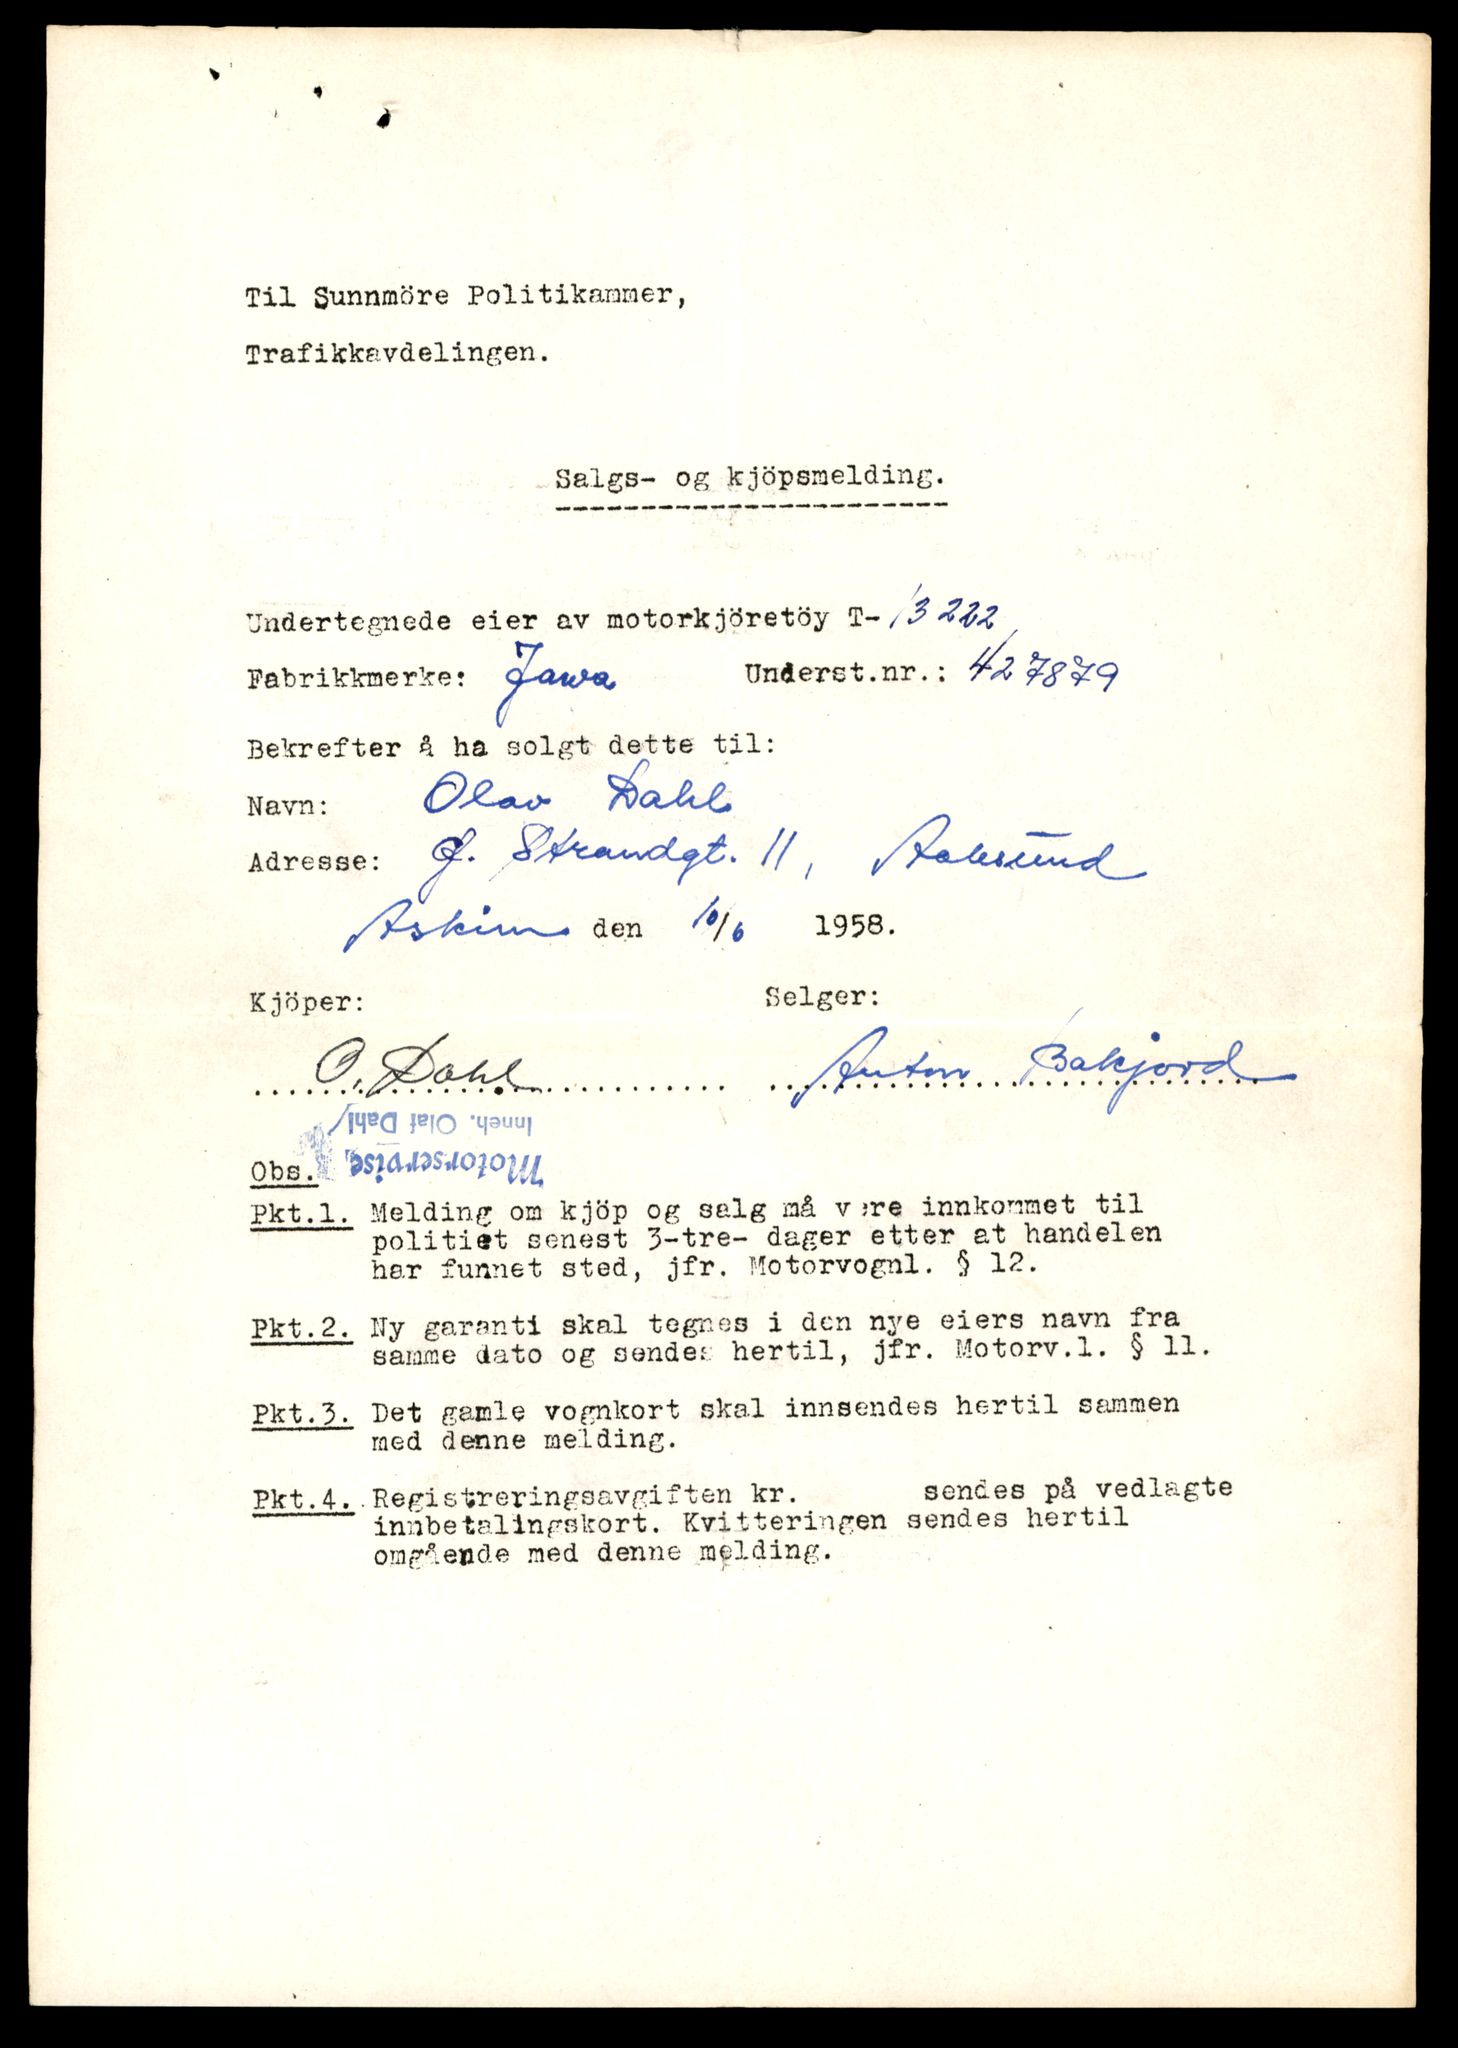 Til Sunnmöre Politikammer,
Trafikkavdelingen.
Salgs- og kjöpsmelding.
Undertegnede eier av motorkjöretöy T- 13222
Fabrikkmerke: Jawa Underst.nr.: 427879
Bekrefter å ha solgt dette til:
Navn: Olav Dahl
Adresse: Strandgt. 11, Aalesund
Askim den 10/6 1958.
Kjöper: Selger:
O. Dahl Anton Bakjord
Motorservise,
Inneh. Olaf Dahl
Obs.
Pkt.1. Melding om kjöp og salg må være innkommet til
politiet senest 3-tre- dager etter at handelen
har funnet sted, jfr. Motorvognl. § 12.
Pkt.2. Ny garanti skal tegnes i den nye eiers navn fra
samme dato og sendes hertil, jfr. Motorv.l. § 11.
Pkt.3. Det gamle vognkort skal innsendes hertil sammen
med denne melding.
Pkt.4. Registreringsavgiften kr. sendes på vedlagte
innbetalingskort. Kvitteringen sendes hertil
omgående med denne melding.